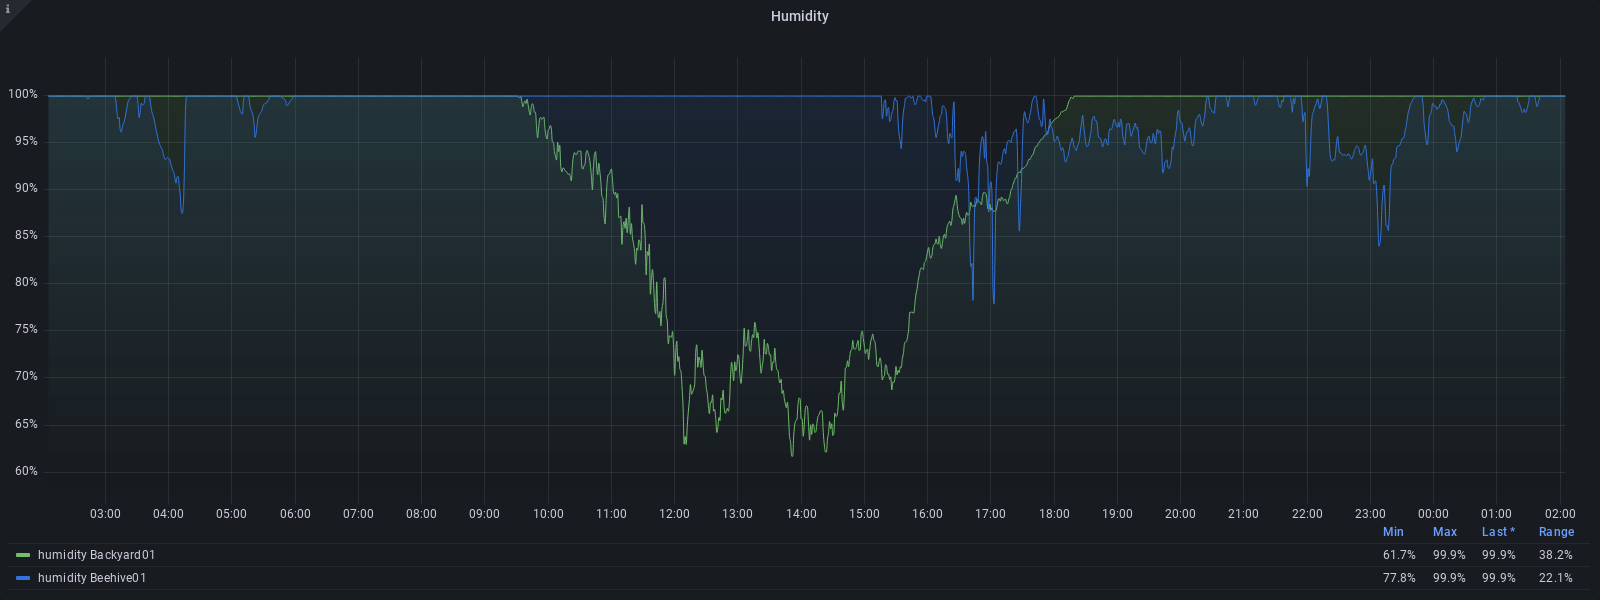 i
Humidity
100%
95%
90%
85%
80%
75%
70%
65%
60%
03:00 04:00 05:00 06:00 07:00 08:00 09:00 10:00 11:00 12:00 13:00 14:00 15:00 16:00 17:00 18:00 19:00 20:00 21:00 22:00 23:00 00:00 01:00 02:00
Min Max Last * Range
humidity Backyard01 61.7% 99.9% 99.9% 38.2%
humidity Beehive01 77.8% 99.9% 99.9% 22.1%